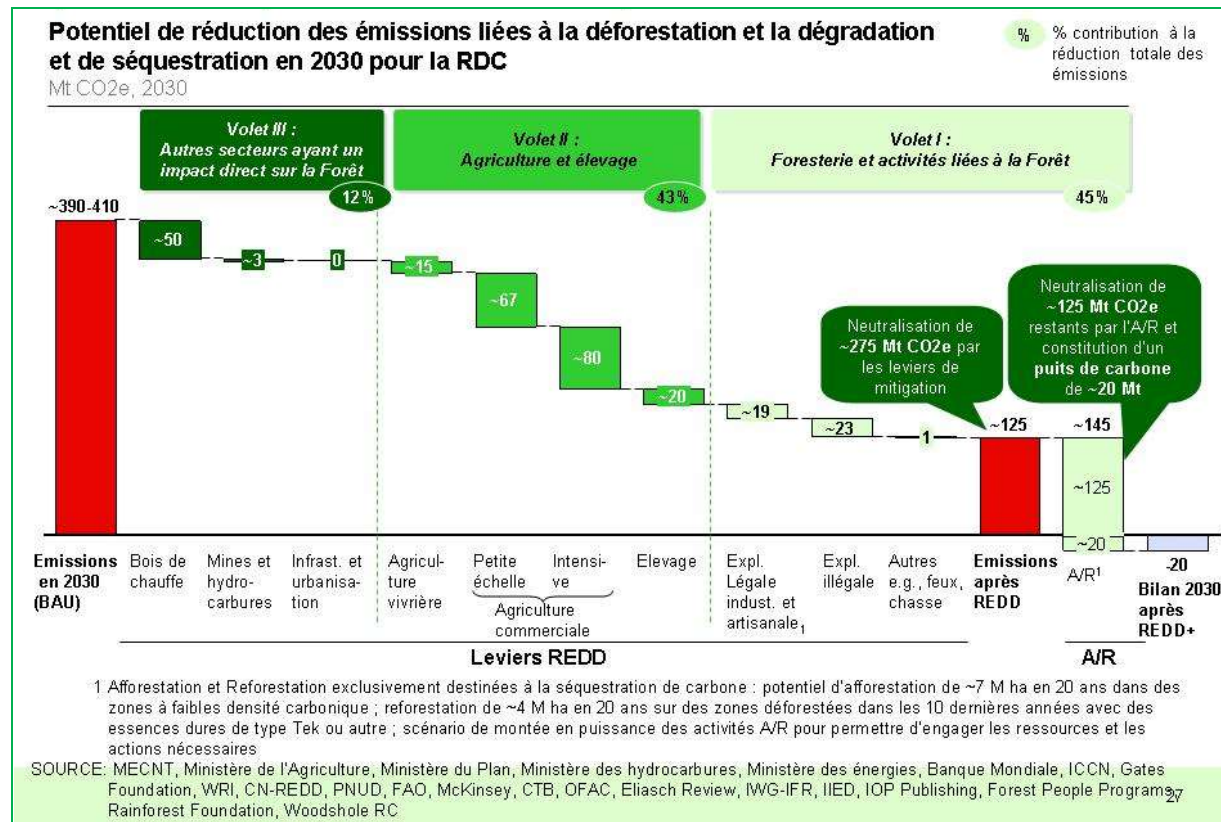 Potentiel de réduction des émissions liées à la déforestation et la dégradation
et de séquestration en 2030 pour la RDC
Mt CO2e, 2030
%
% contribution à la
réduction totale des
émissions
Volet III :
Autres secteurs ayant un
impact direct sur la Forêt
12%
Volet II :
Agriculture et élevage
43%
Volet I :
Foresterie et activités liées à la Forêt
45%
~390-410
~50
~3
0
~15
~67
~80
~20
~19
~23
1
Neutralisation de
~275 Mt CO2e par
les leviers de
mitigation
Neutralisation de
~125 Mt CO2e
restants par l'A/R et
constitution d'un
puits de carbone
de ~20 Mt
~125
~145
~125
~20
-20
Emissions
en 2030
(BAU)
Bois de
chauffe
Mines et
hydro-
carbures
Infrast. et
urbanisa-
tion
Agricul-
ture
vivrière
Petite
échelle
Intensi-
ve
Agriculture
commerciale
Elevage
Expl.
Légale
indust. et
artisanale1
Expl.
illégale
Autres
e.g., feux,
chasse
Emissions
après
REDD
A/R1
Bilan 2030
après
REDD+
Leviers REDD
A/R
1 Afforestation et Reforestation exclusivement destinées à la séquestration de carbone : potentiel d'afforestation de ~7 M ha en 20 ans dans des
zones à faibles densité carbonique ; reforestation de ~4 M ha en 20 ans sur des zones déforestées dans les 10 dernières années avec des
essences dures de type Tek ou autre ; scénario de montée en puissance des activités A/R pour permettre d'engager les ressources et les
actions nécessaires
SOURCE: MECNT, Ministère de l'Agriculture, Ministère du Plan, Ministère des hydrocarbures, Ministère des énergies, Banque Mondiale, ICCN, Gates
Foundation, WRI, CN-REDD, PNUD, FAO, McKinsey, CTB, OFAC, Eliasch Review, IWG-IFR, IIED, IOP Publishing, Forest People Programs,
Rainforest Foundation, Woodshole RC
27